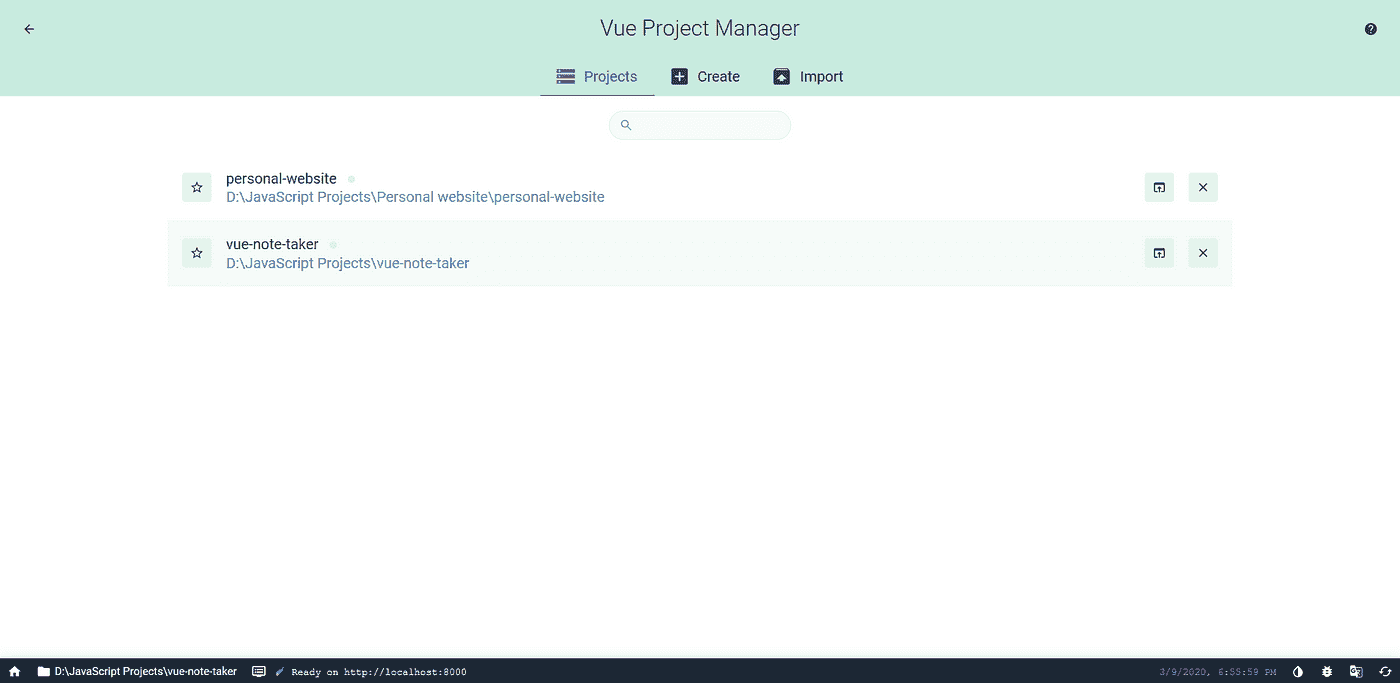 Vue Project Manager
Projects Create Import
personal-website
D:\JavaScript Projects\Personal website\personal-website
vue-note-taker
D:\JavaScript Projects\vue-note-taker
D:\JavaScript Projects\vue-note-taker Ready on http://localhost:8000 3/9/2020, 6:55:59 PM